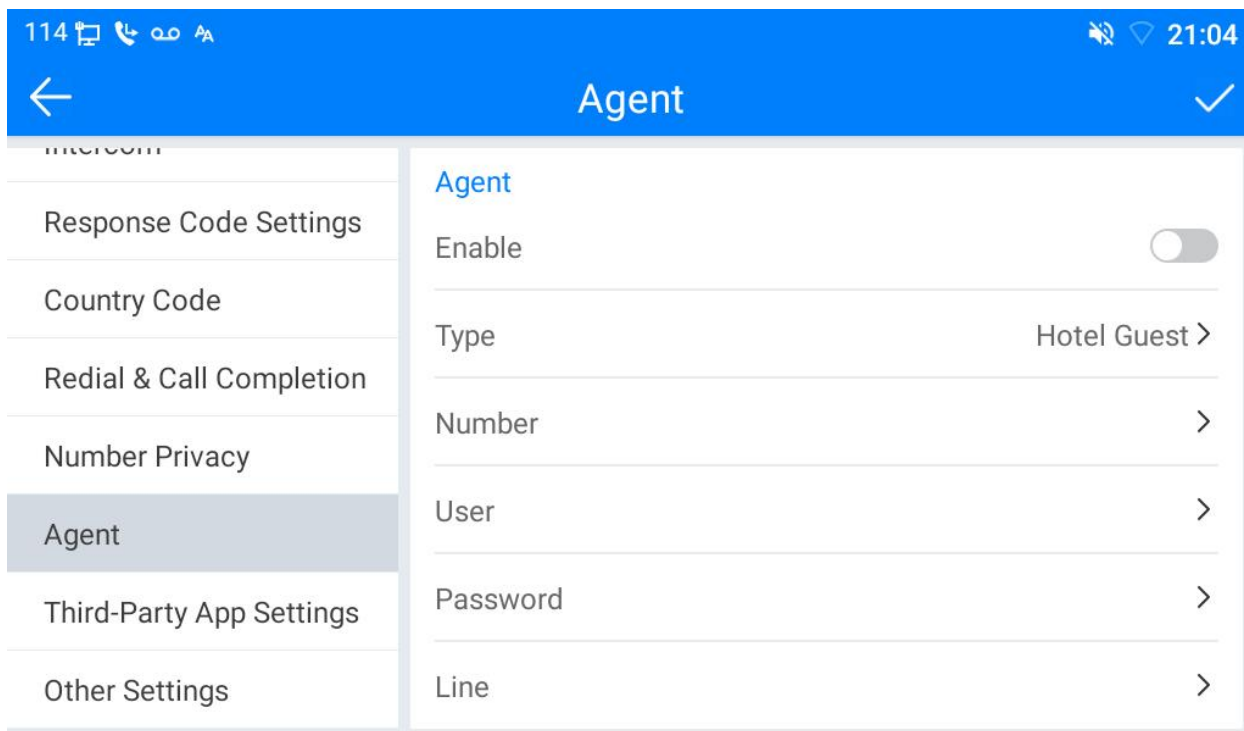 114 21:04
Agent
Intercom
Response Code Settings
Country Code
Redial & Call Completion
Number Privacy
Agent
Third-Party App Settings
Other Settings
Agent
Enable
Type Hotel Guest
Number
User
Password
Line